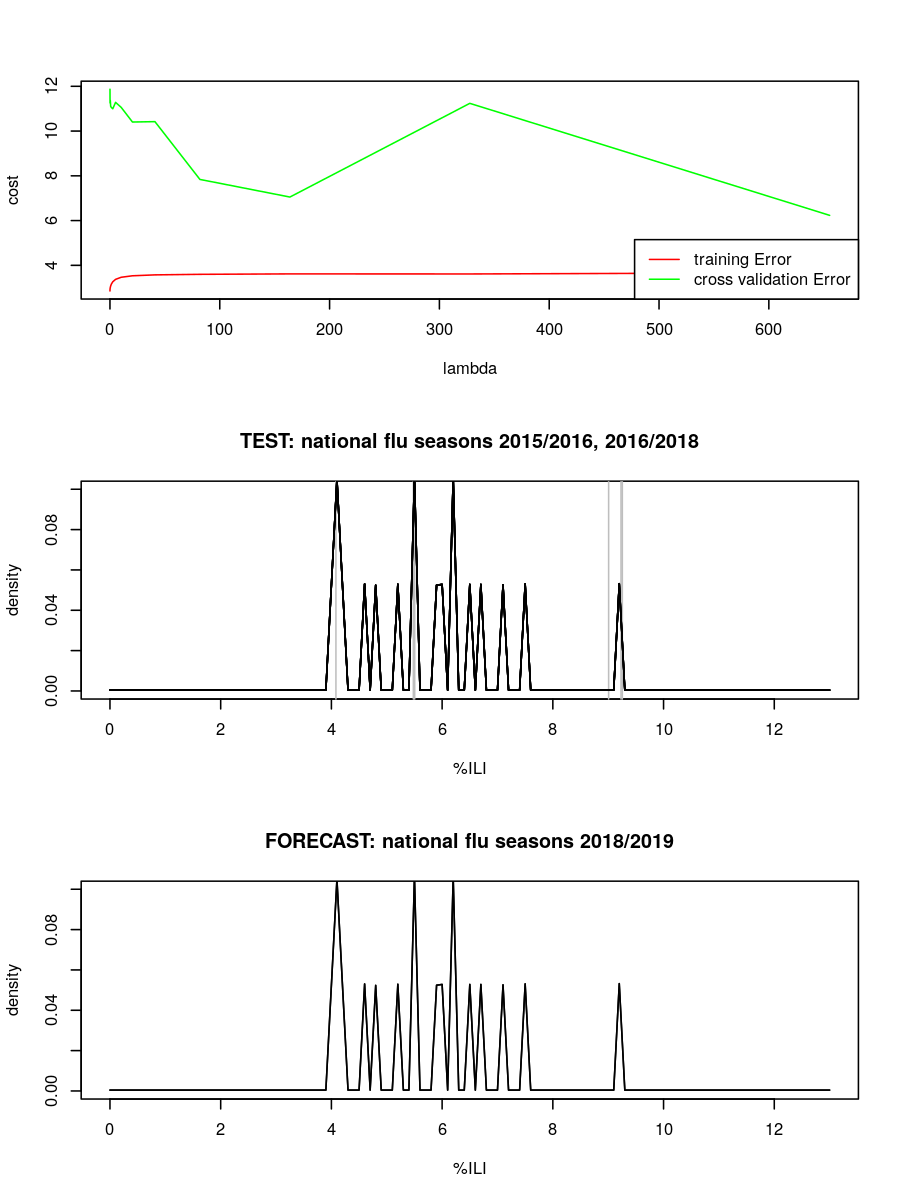 12
10
8
6
4
cost
training Error
cross validation Error
0 100 200 300 400 500 600
lambda
TEST: national flu seasons 2015/2016, 2016/2018
0.08
0.04
0.00
density
0 2 4 6 8 10 12
%ILI
FORECAST: national flu seasons 2018/2019
0.08
0.04
0.00
density
0 2 4 6 8 10 12
%ILI